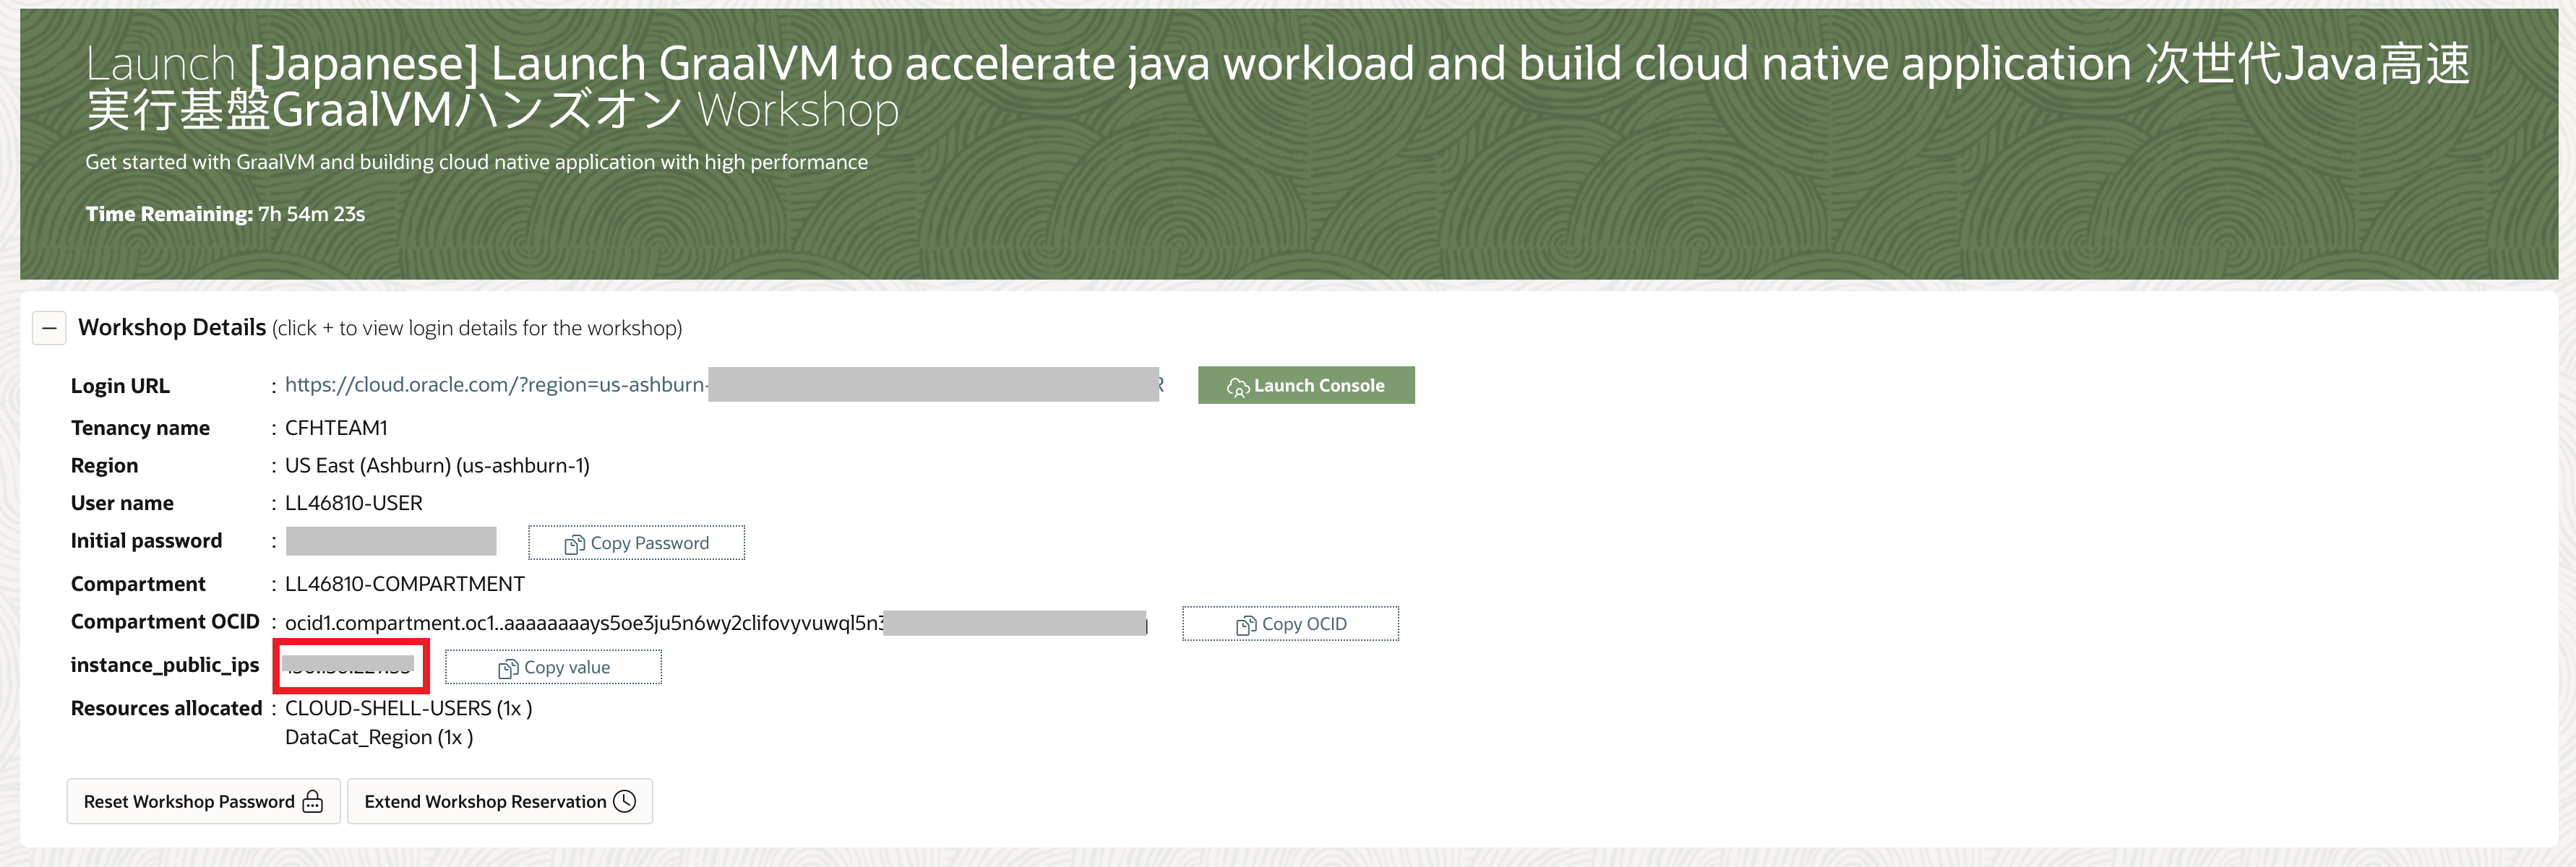 Launch [Japanese] Launch GraalVM to accelerate java workload and build cloud native application 次世代Java高速
実行基盤GraalVMハンズオン Workshop
Get started with GraalVM and building cloud native application with high performance
Time Remaining: 7h 54m 23s
Workshop Details (click + to view login details for the workshop)
Login URL : https://cloud.oracle.com/?region=us-ashburn- Launch Console
Tenancy name : CFHTEAM1
Region : US East (Ashburn) (us-ashburn-1)
User name : LL46810-USER
Initial password : Copy Password
Compartment : LL46810-COMPARTMENT
Compartment OCID : ocid1.compartment.oc1..aaaaaaaays5oe3ju5n6wy2clifovyvuwql5n Copy OCID
instance_public_ips Copy value
Resources allocated : CLOUD-SHELL-USERS (1x )
DataCat_Region (1x )
Reset Workshop Password Extend Workshop Reservation